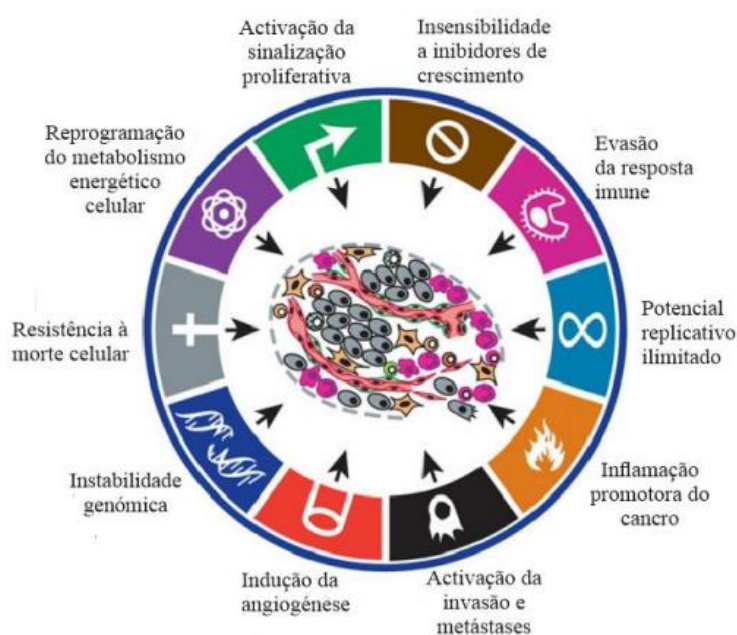 Activação da
sinalização
proliferativa
Insensibilidade
a inibidores de
crescimento
Evasão
da resposta
imune
Potencial
replicativo
ilimitado
Inflamação
promotora do
cancro
Activação da
invasão e
metástases
Indução da
angiogénese
Instabilidade
genómica
Resistência à
morte celular
Reprogramação
do metabolismo
energético
celular